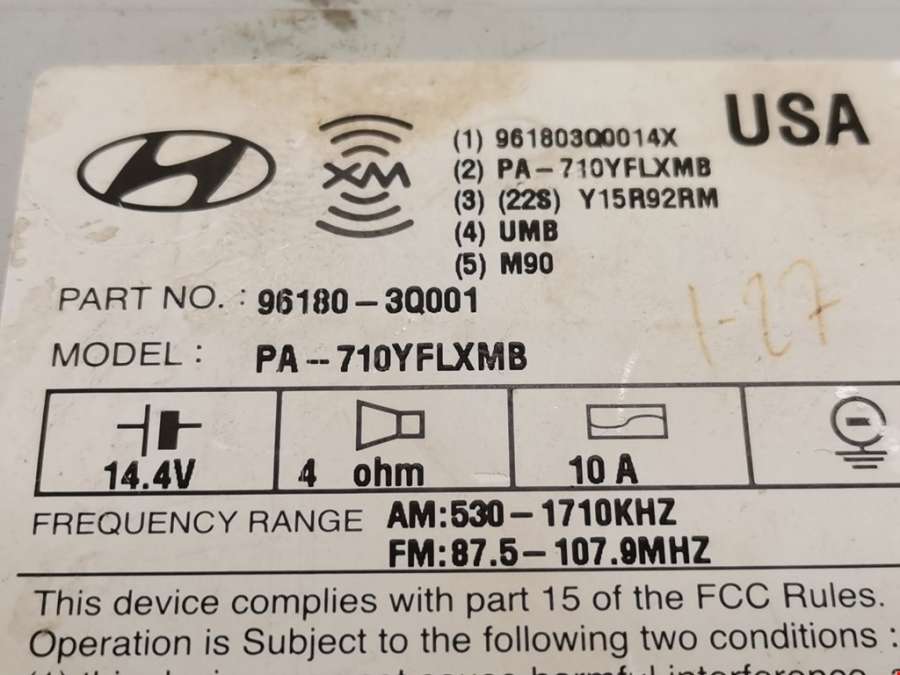 USA
XM
(1) 961803Q0014X
(2) PA-710YFLXMB
(3) (22S) Y15R92RM
(4) UMB
(5) M90
PART NO. : 96180-3Q001
1-27
MODEL : PA--710YFLXMB
14.4V 4 ohm 10 A
FREQUENCY RANGE AM:530-1710KHZ
FM:87.5-107.9MHZ
This device complies with part 15 of the FCC Rules.
Operation is Subject to the following two conditions :